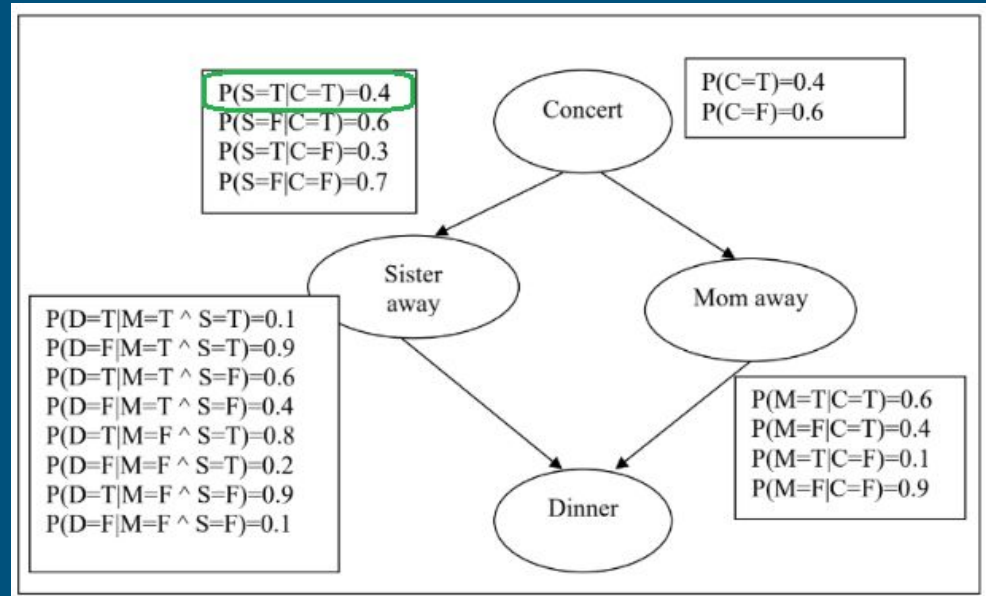 P(S=T|C=T)=0.4
P(S=F|C=T)=0.6
P(S=T|C=F)=0.3
P(S=F|C=F)=0.7
Concert
P(C=T)=0.4
P(C=F)=0.6
Sister
away
Mom away
P(D=T|M=T ^ S=T)=0.1
P(D=F|M=T ^ S=T)=0.9
P(D=T|M=T ^ S=F)=0.6
P(D=F|M=T ^ S=F)=0.4
P(D=T|M=F ^ S=T)=0.8
P(D=F|M=F ^ S=T)=0.2
P(D=T|M=F ^ S=F)=0.9
P(D=F|M=F ^ S=F)=0.1
P(M=T|C=T)=0.6
P(M=F|C=T)=0.4
P(M=T|C=F)=0.1
P(M=F|C=F)=0.9
Dinner